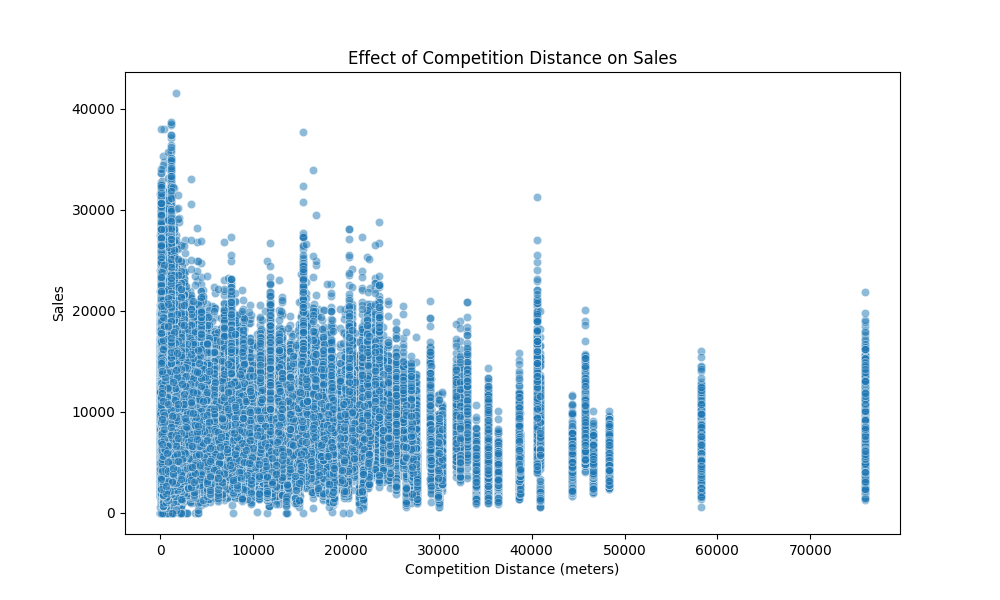 Effect of Competition Distance on Sales
40000
30000
20000
10000
0
Sales
0 10000 20000 30000 40000 50000 60000 70000
Competition Distance (meters)